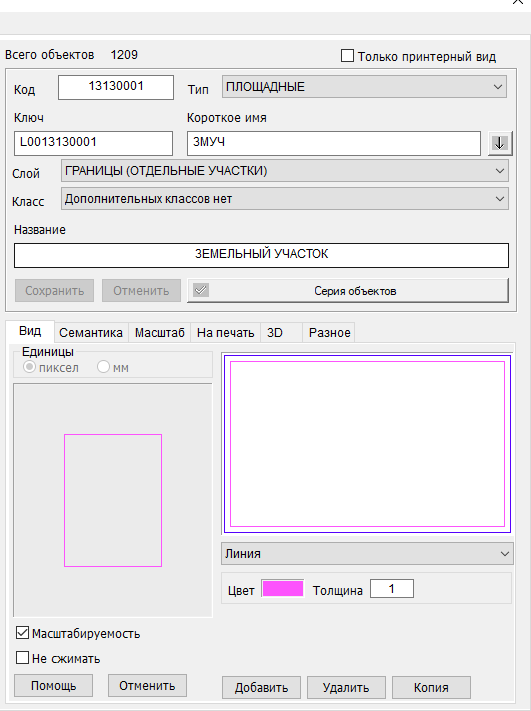 Всего объектов 1209 Только принтерный вид
Код 13130001 Тип ПЛОЩАДНЫЕ
Ключ Короткое имя
L0013130001 ЗМУЧ
Слой ГРАНИЦЫ (ОТДЕЛЬНЫЕ УЧАСТКИ)
Класс Дополнительных классов нет
Название
ЗЕМЕЛЬНЫЙ УЧАСТОК
Сохранить Отменить Серия объектов
Вид Семантика Масштаб На печать 3D Разное
Единицы
пиксел мм
Линия
Цвет Толщина 1
Масштабируемость
Не сжимать
Помощь Отменить Добавить Удалить Копия